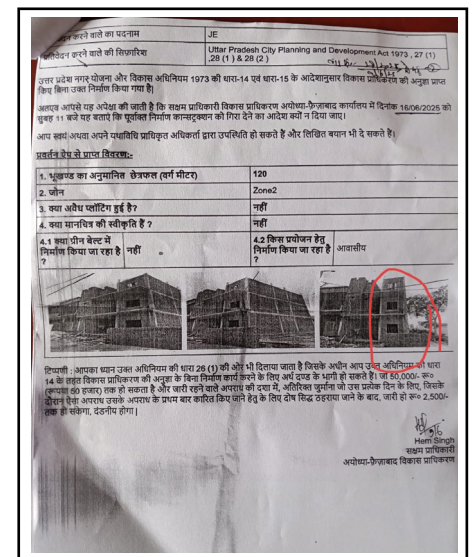 करने वाले का पदनाम JE
प्रतिवेदन करने वाले की सिफ़ारिश Uttar Pradesh City Planning and Development Act 1973 , 27 (1) ,28 (1) & 28 (2)
उत्तर प्रदेश नगर योजना और विकास अधिनियम 1973 की धारा-14 एवं धारा-15 के आदेशानुसार विकास प्राधिकरण की अनुज्ञा प्राप्त
किए बिना उक्त निर्माण किया गया है।
अतएव आपसे यह अपेक्षा की जाती है कि सक्षम प्राधिकारी विकास प्राधिकरण अयोध्या-फ़ैज़ाबाद कार्यालय में दिनांक 16/06/2025 को
सुबह 11 बजे यह बताऐ कि पूर्वोक्त निर्माण कान्सट्रक्शन को गिरा देने का आदेश क्यों न दिया जाए।
आप स्वयं अथवा अपने यथाविधि प्राधिकृत अधिकर्ता द्वारा उपस्थिति हो सकते हैं और लिखित बयान भी दे सकते है।
प्रवर्तन ऐप से प्राप्त विवरण:-
1. भूखण्ड का अनुमानित छेत्रफल (वर्ग मीटर) 120
2. जोन Zone2
3. क्या अवैध प्लॉटिंग हुई है? नहीं
4. क्या मानचित्र की स्वीकृति हैं ? नहीं
4.1 क्या ग्रीन बेल्ट में निर्माण किया जा रहा है ? नहीं
4.2 किस प्रयोजन हेतु निर्माण किया जा रहा है ? आवासीय
टिप्पणी : आपका ध्यान उक्त अधिनियम की धारा 26 (1) की ओर भी दिताया जाता है जिसके अधीन आप उक्त अधिनियम की धारा
14 के तहत विकास प्राधिकरण की अनुज्ञा के बिना निर्माण कार्य करने के लिए अर्थ दण्ड के भागी हो सकते हैं। जो 50,000/- रू०
(रूपया 50 हजार) तक हो सकता है और जारी रहने वाले अपराध की दशा में, अतिरिक्त जुर्माना जो उस प्रत्येक दिन के लिए, जिसके
दौरान ऐसा अपराध उसके अपराध के प्रथम बार कारित किए जाने हेतु के लिए दोष सिद्ध ठहराया जाने के बाद, जारी हो रू० 2,500/-
तक हो सकेगा, दंडनीय होगा |
Hem Singh
सक्षम प्राधिकारी
अयोध्या-फ़ैज़ाबाद विकास प्राधिकरण